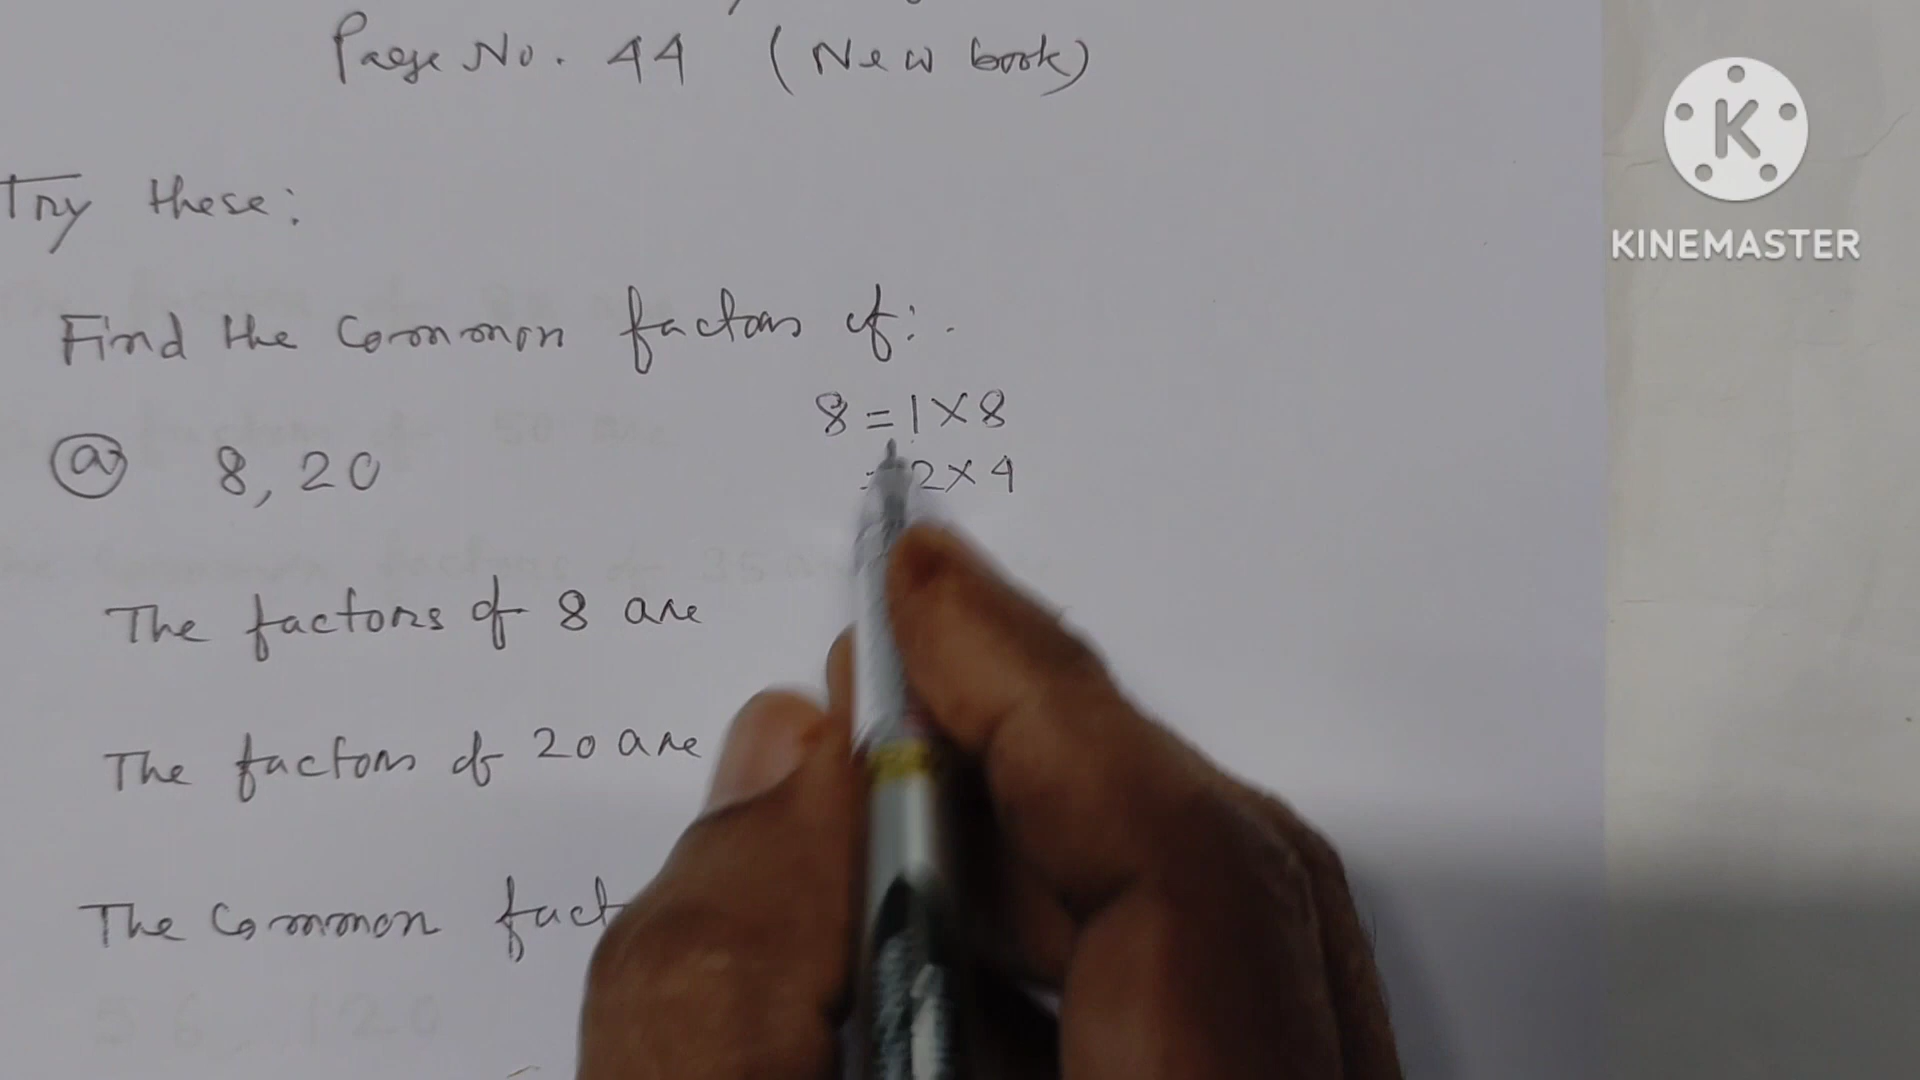 Page No. 44 (New book)
Try these:
Find the common factors of:
8 = 1 × 8
= 2 × 4
(a) 8, 20
The factors of 8 are
The factors of 20 are
The common fact
K
KINEMASTER